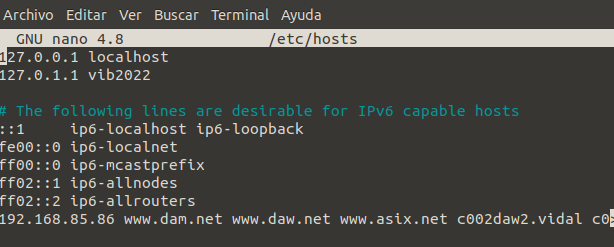 Archivo Editar Ver Buscar Terminal Ayuda
GNU nano 4.8 /etc/hosts
127.0.0.1 localhost
127.0.1.1 vib2022
# The following lines are desirable for IPv6 capable hosts
::1 ip6-localhost ip6-loopback
fe00::0 ip6-localnet
ff00::0 ip6-mcastprefix
ff02::1 ip6-allnodes
ff02::2 ip6-allrouters
192.168.85.86 www.dam.net www.daw.net www.asix.net c002daw2.vidal c0>